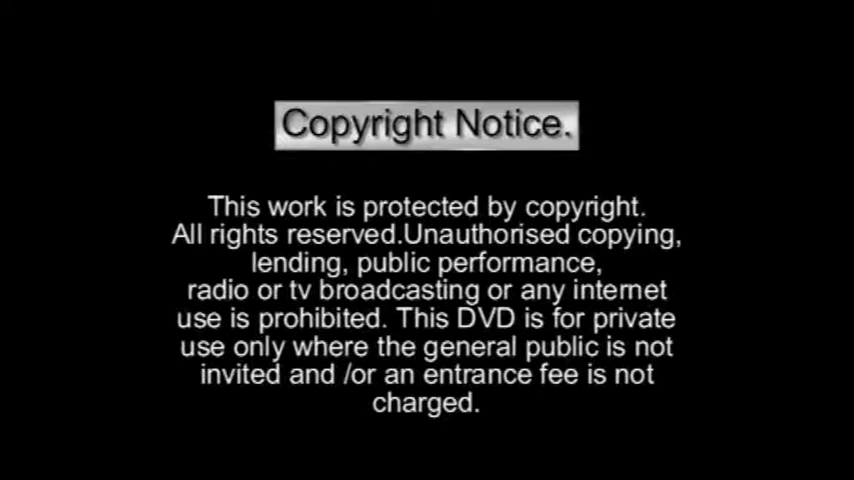 Copyright Notice.
This work is protected by copyright.
All rights reserved.Unauthorised copying,
lending, public performance,
radio or tv broadcasting or any internet
use is prohibited. This DVD is for private
use only where the general public is not
invited and /or an entrance fee is not
charged.